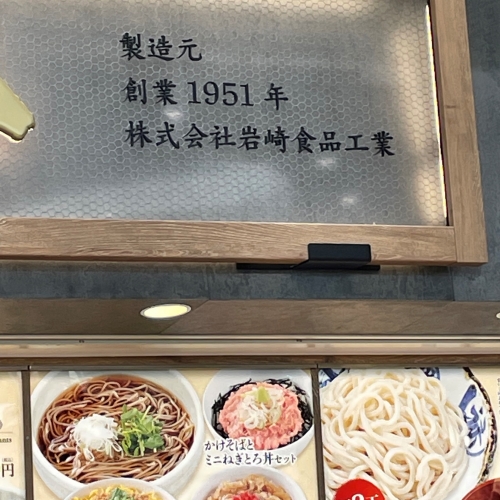 製造元
創業1951年
株式会社岩崎食品工業
かけそばと
ミニねぎとろ丼セット
円